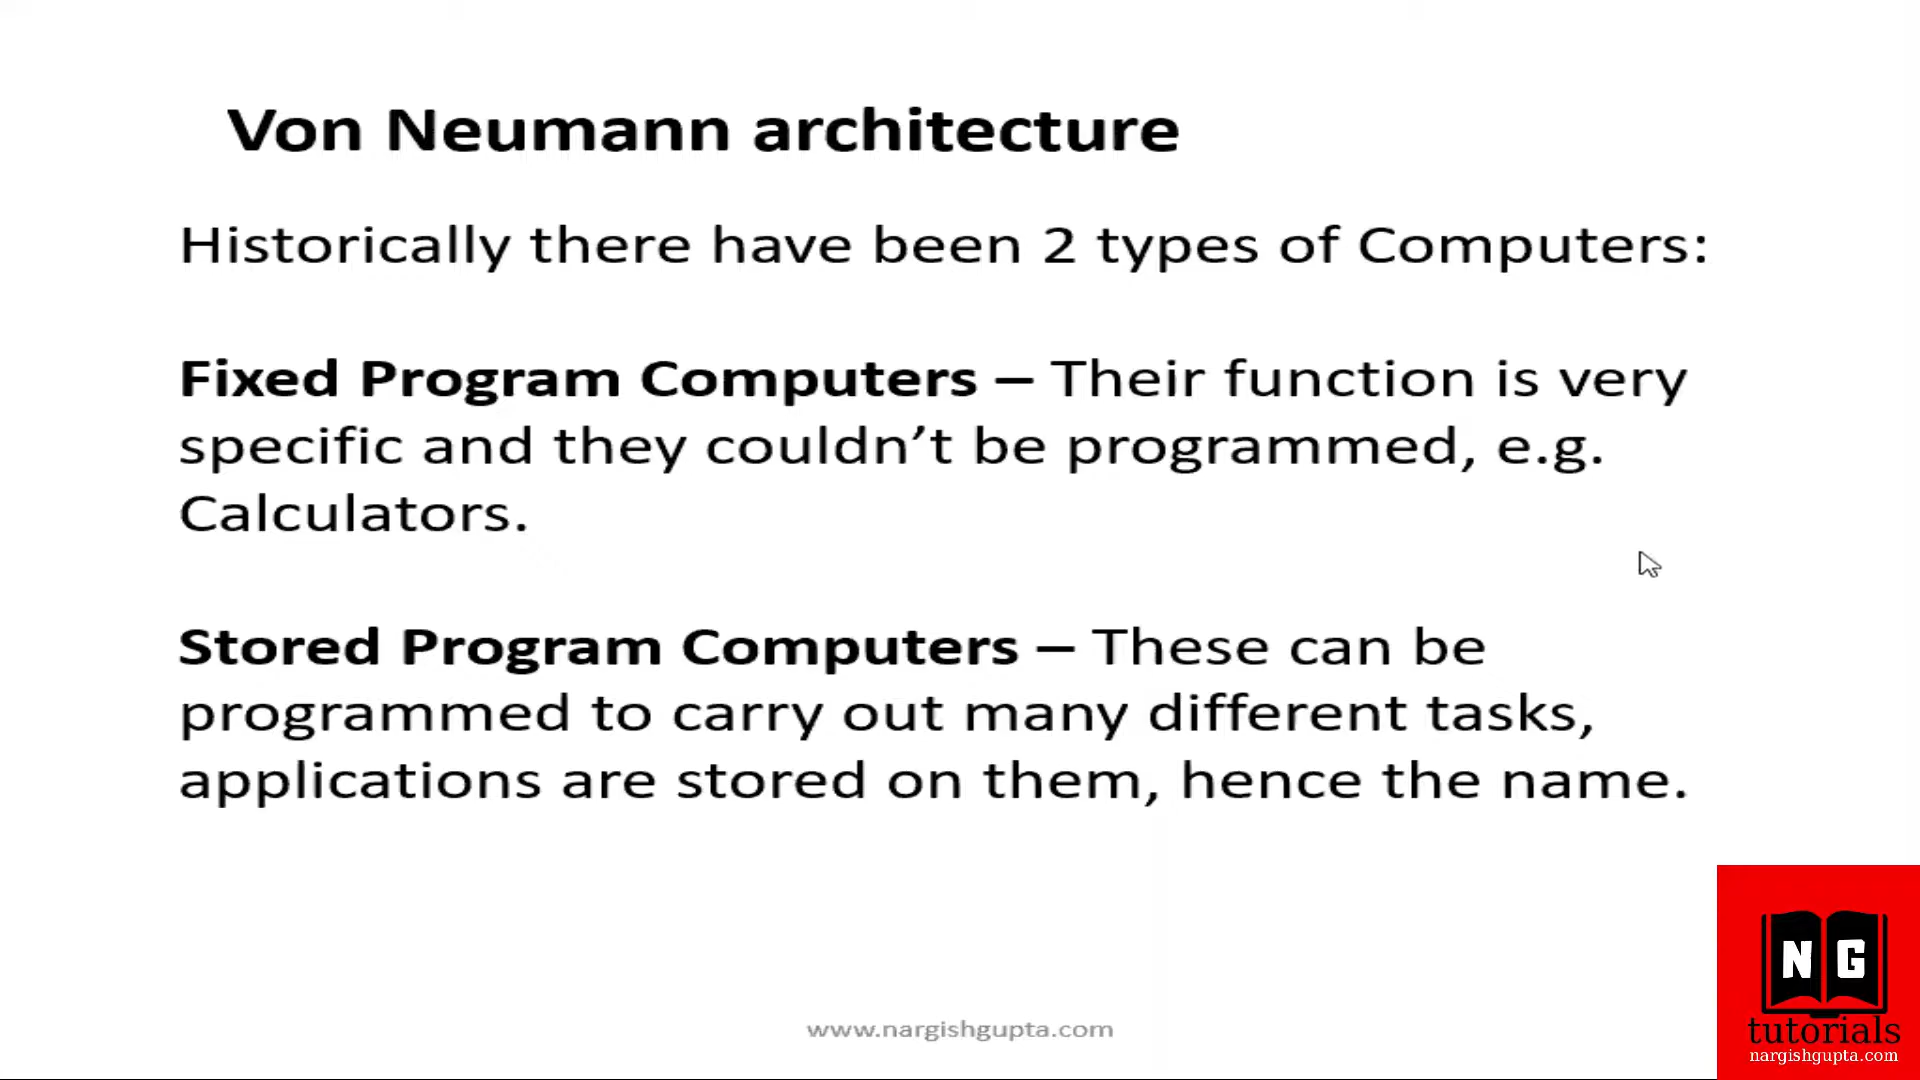 Von Neumann architecture
Historically there have been 2 types of Computers:
Fixed Program Computers – Their function is very
specific and they couldn’t be programmed, e.g.
Calculators.
Stored Program Computers – These can be
programmed to carry out many different tasks,
applications are stored on them, hence the name.
www.nargishgupta.com
N G
tutorials
nargishgupta.com